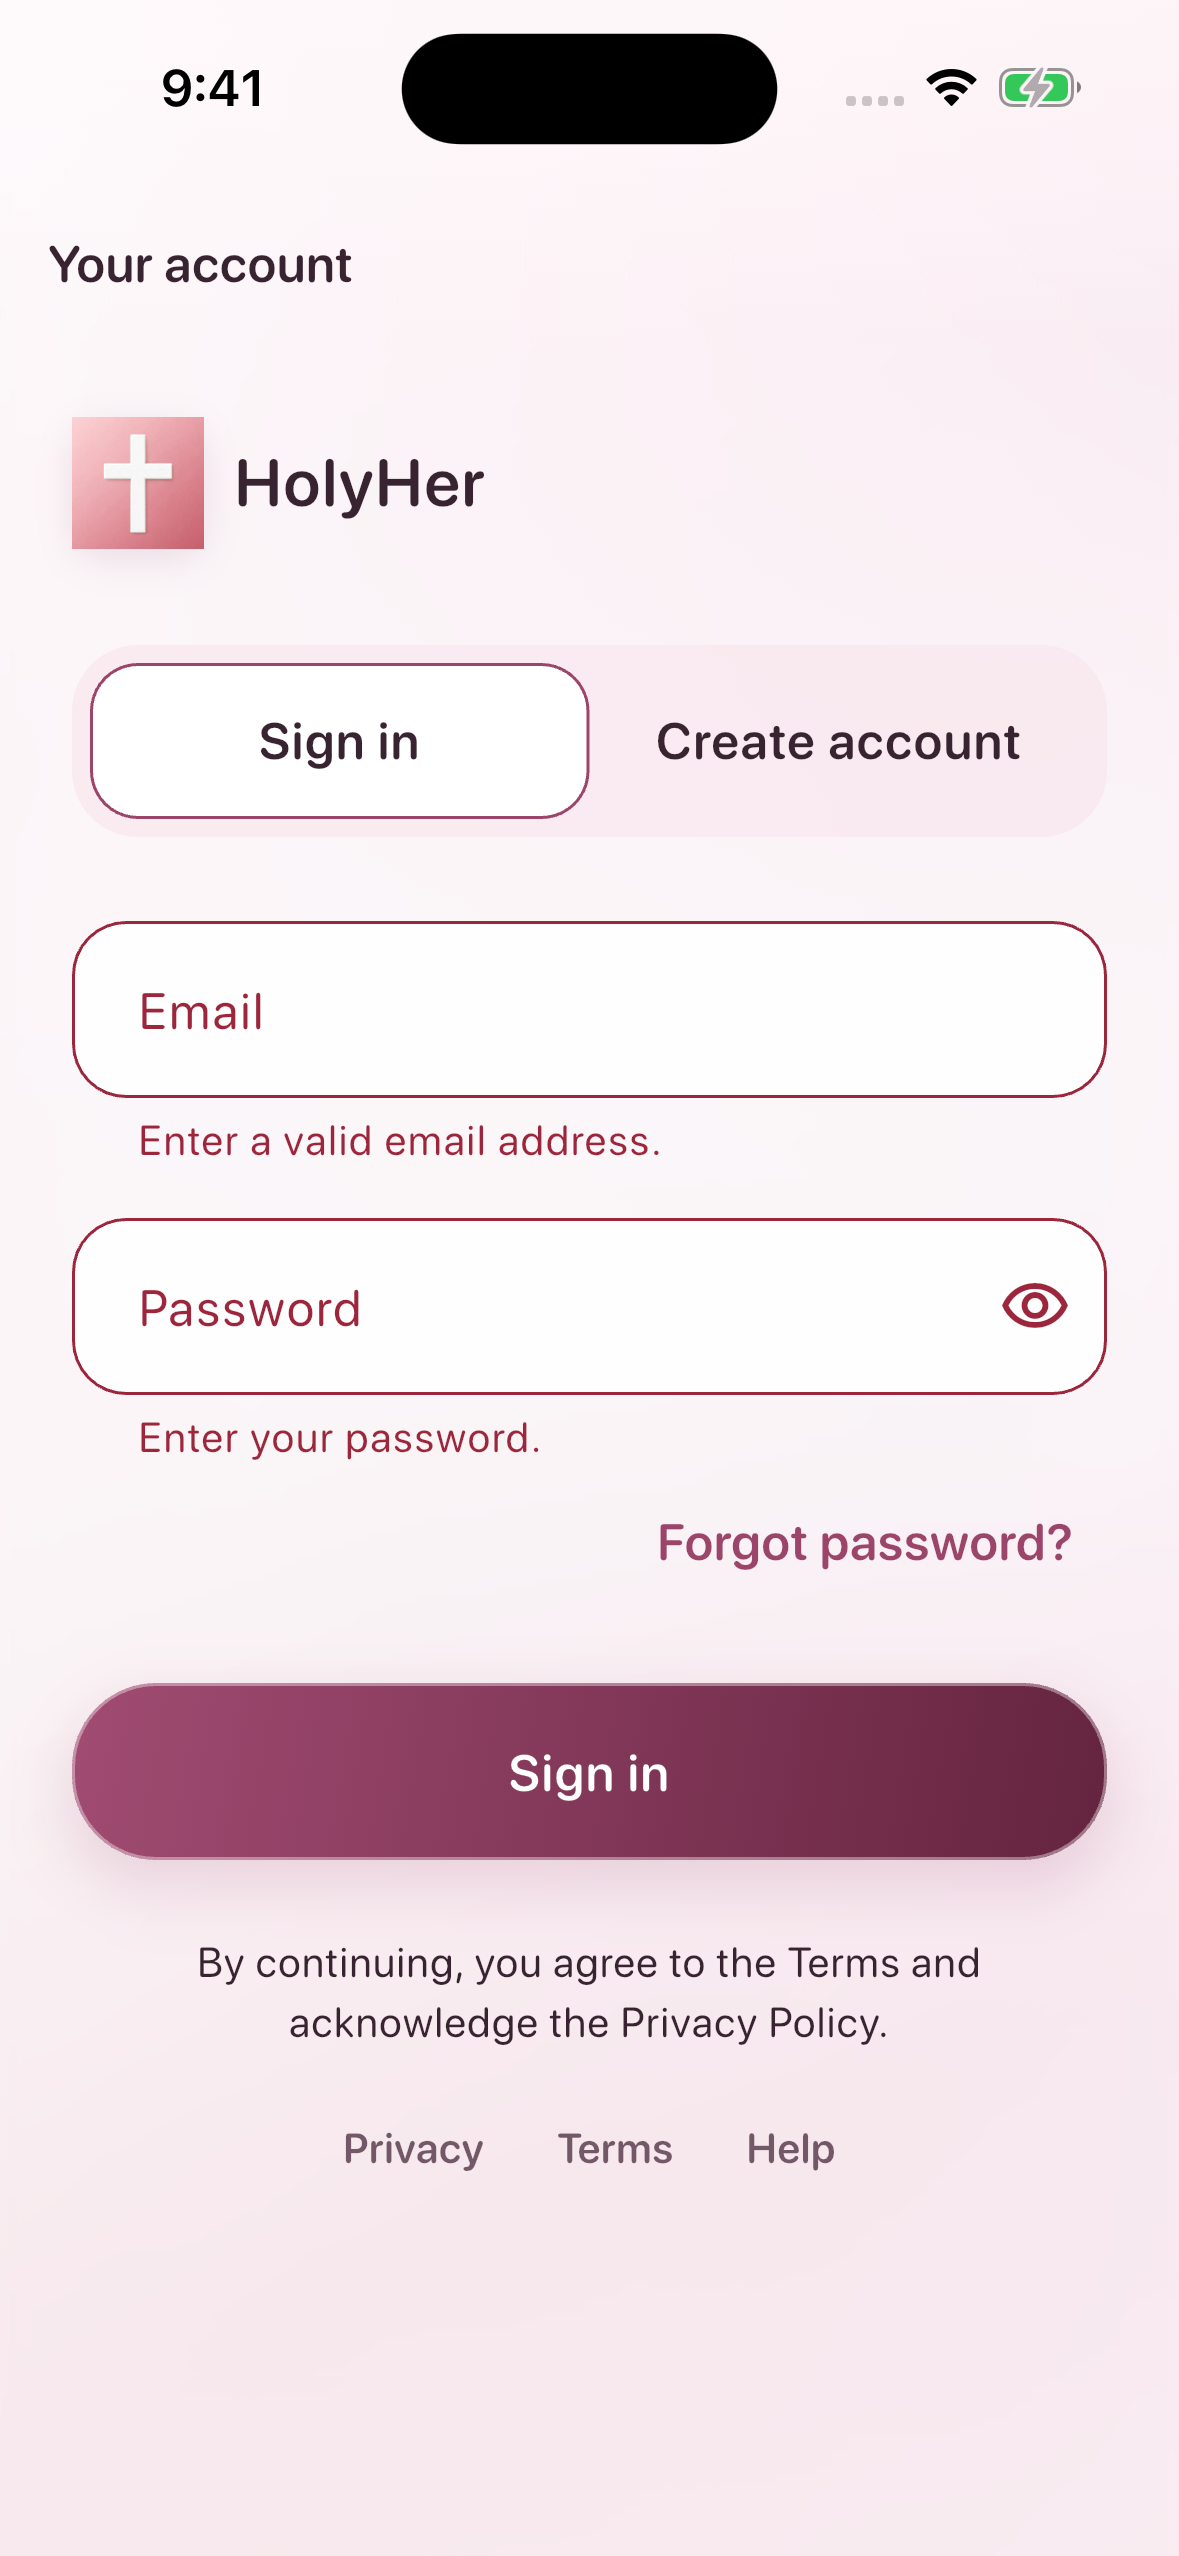 9:41
Your account
HolyHer
Sign in
Create account
Email
Enter a valid email address.
Password
Enter your password.
Forgot password?
Sign in
By continuing, you agree to the Terms and
acknowledge the Privacy Policy.
Privacy Terms Help